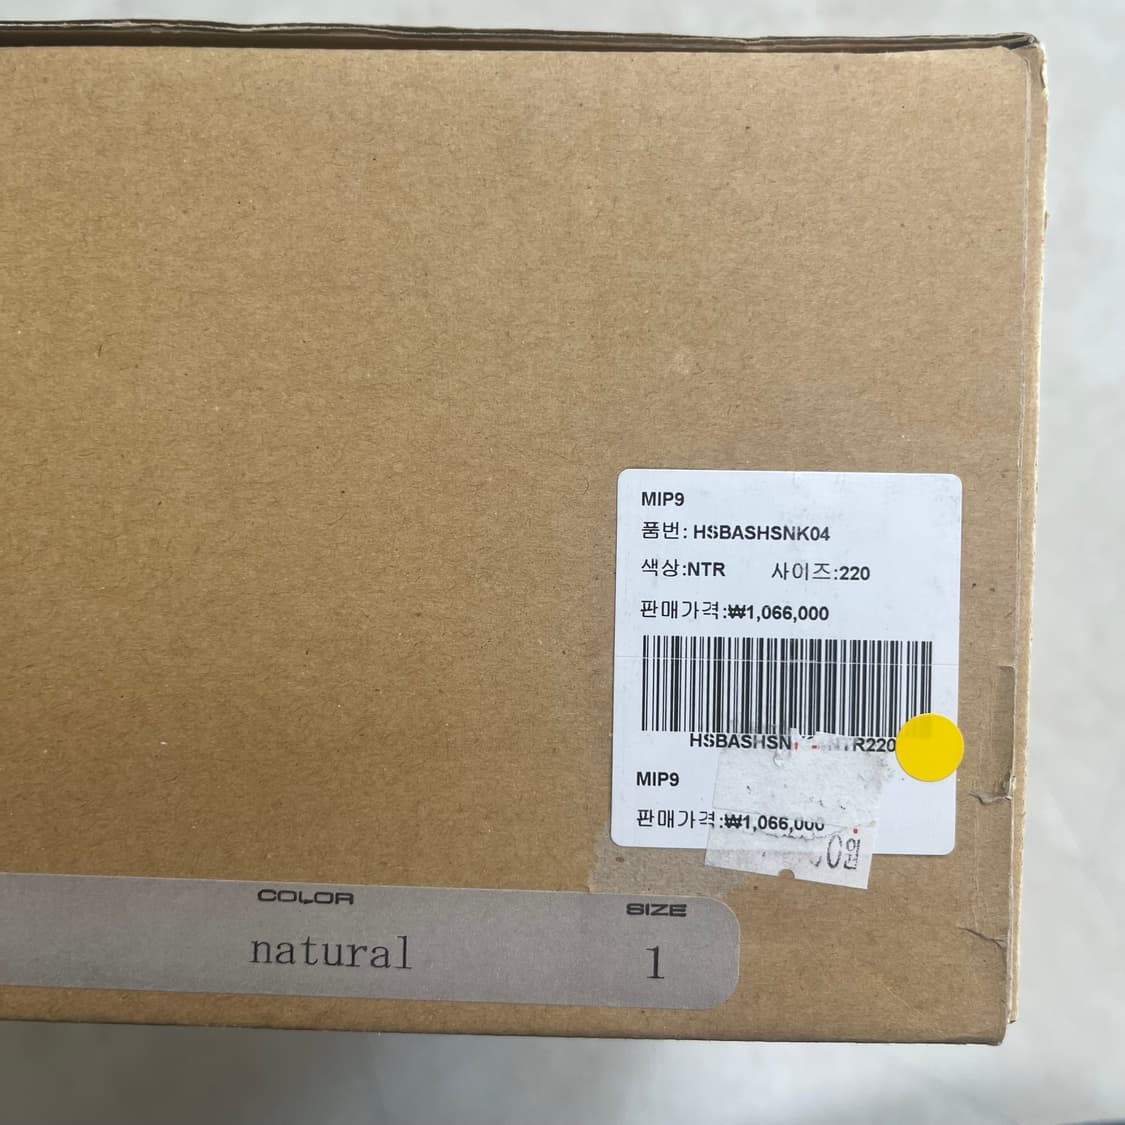 MIP9
품번: HSBASHSNK04
색상:NTR 사이즈:220
판매가격:₩1,066,000
MIP9
판매가격:₩1,066,000
COLOR SIZE
natural 1